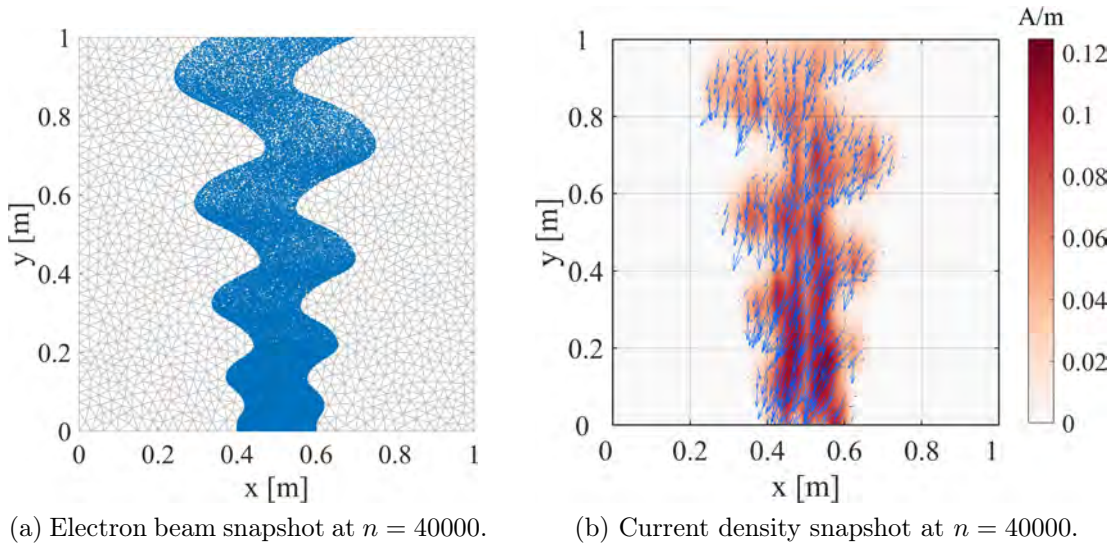 1
0.8
0.6
0.4
0.2
0
y [m]
0 0.2 0.4 0.6 0.8 1
x [m]
(a) Electron beam snapshot at n = 40000.
1
0.8
0.6
0.4
0.2
0
y [m]
0 0.2 0.4 0.6 0.8 1
x [m]
A/m
0.12
0.1
0.08
0.06
0.04
0.02
0
(b) Current density snapshot at n = 40000.